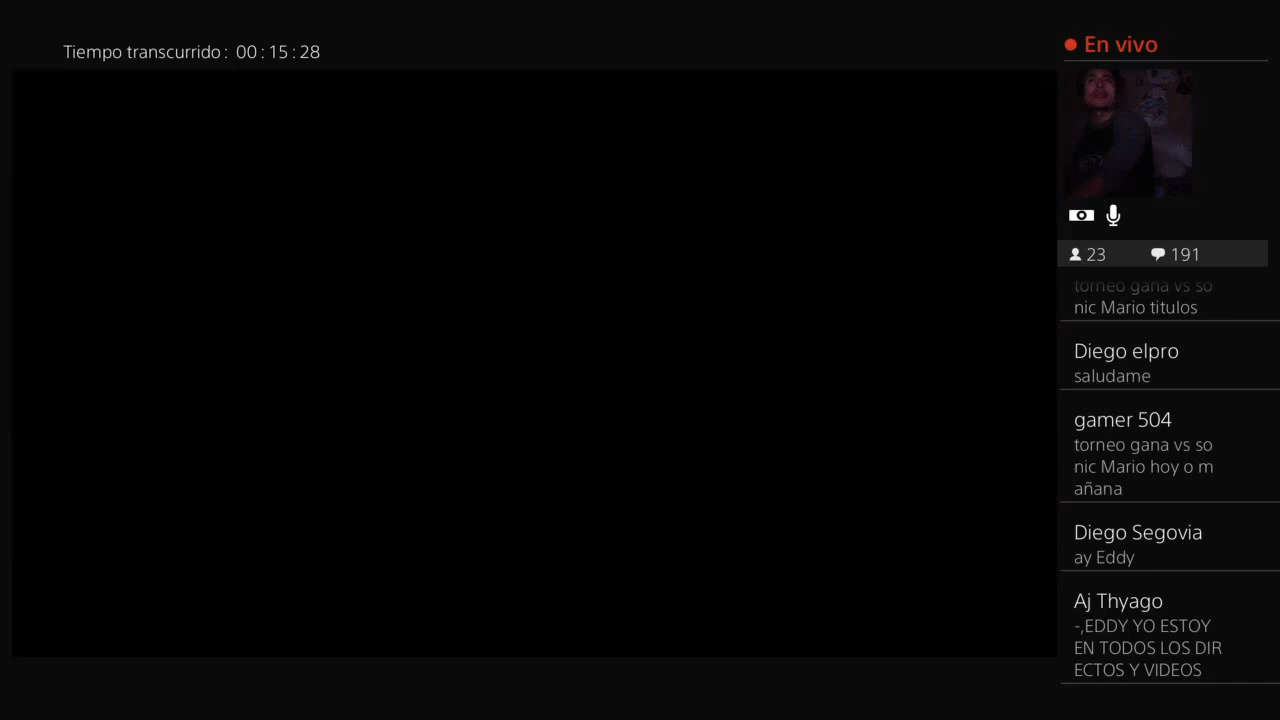 Tiempo transcurrido : 00 : 15 : 28
En vivo
23 191
torneo gana vs so
nic Mario titulos
Diego elpro
saludame
gamer 504
torneo gana vs so
nic Mario hoy o m
añana
Diego Segovia
ay Eddy
Aj Thyago
-,EDDY YO ESTOY
EN TODOS LOS DIR
ECTOS Y VIDEOS